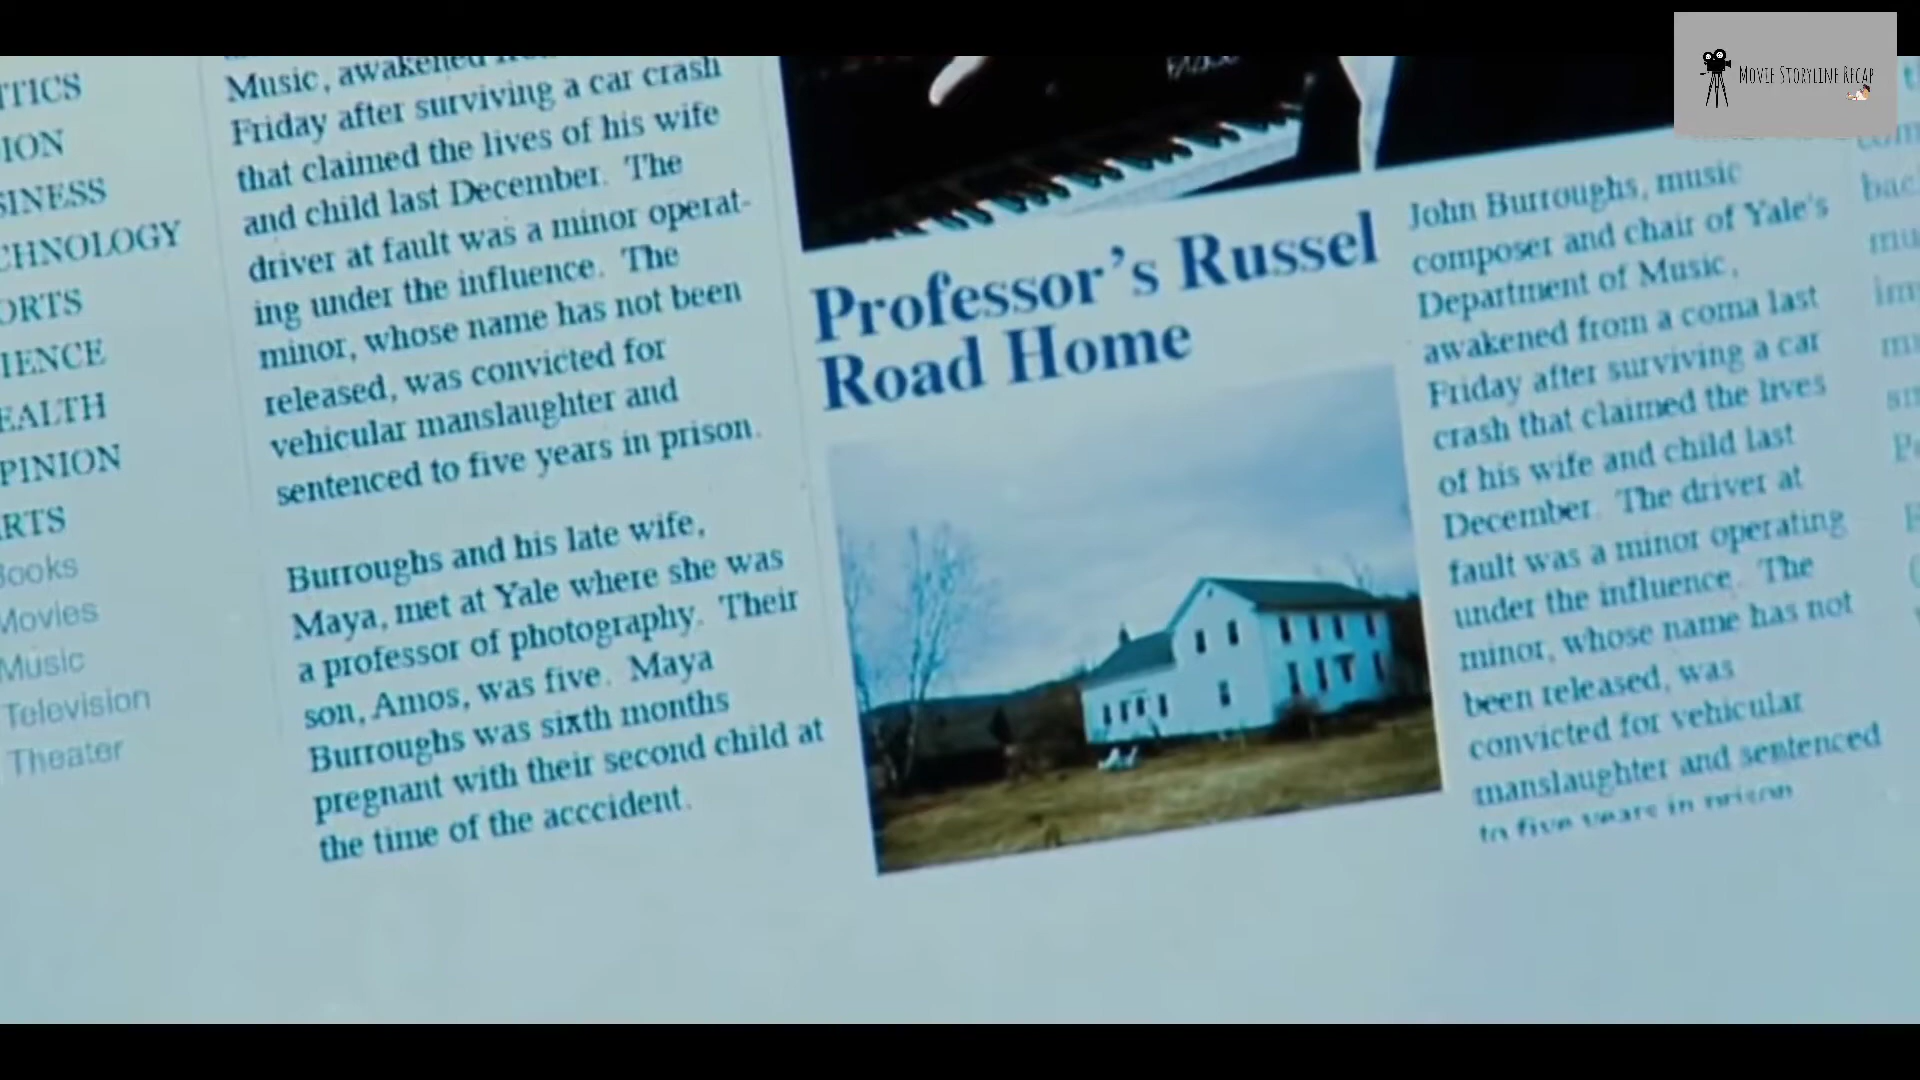 TICS
ION
SINESS
CHNOLOGY
ORTS
IENCE
EALTH
PINION
RTS
Books
Movies
Music
Television
Theater
Music, awakened
Friday after surviving a car crash
that claimed the lives of his wife
and child last December. The
driver at fault was a minor operat-
ing under the influence. The
minor, whose name has not been
released, was convicted for
vehicular manslaughter and
sentenced to five years in prison.
Burroughs and his late wife,
Maya, met at Yale where she was
a professor of photography. Their
son, Amos, was five. Maya
Burroughs was sixth months
pregnant with their second child at
the time of the acccident.
Professor's Russel
Road Home
John Burroughs, music
composer and chair of Yale's
Department of Music,
awakened from a coma last
Friday after surviving a car
crash that claimed the lives
of his wife and child last
December. The driver at
fault was a minor operating
under the influence. The
minor, whose name has not
been released, was
convicted for vehicular
manslaughter and sentenced
to five years in prison
Movie Storyline Recap